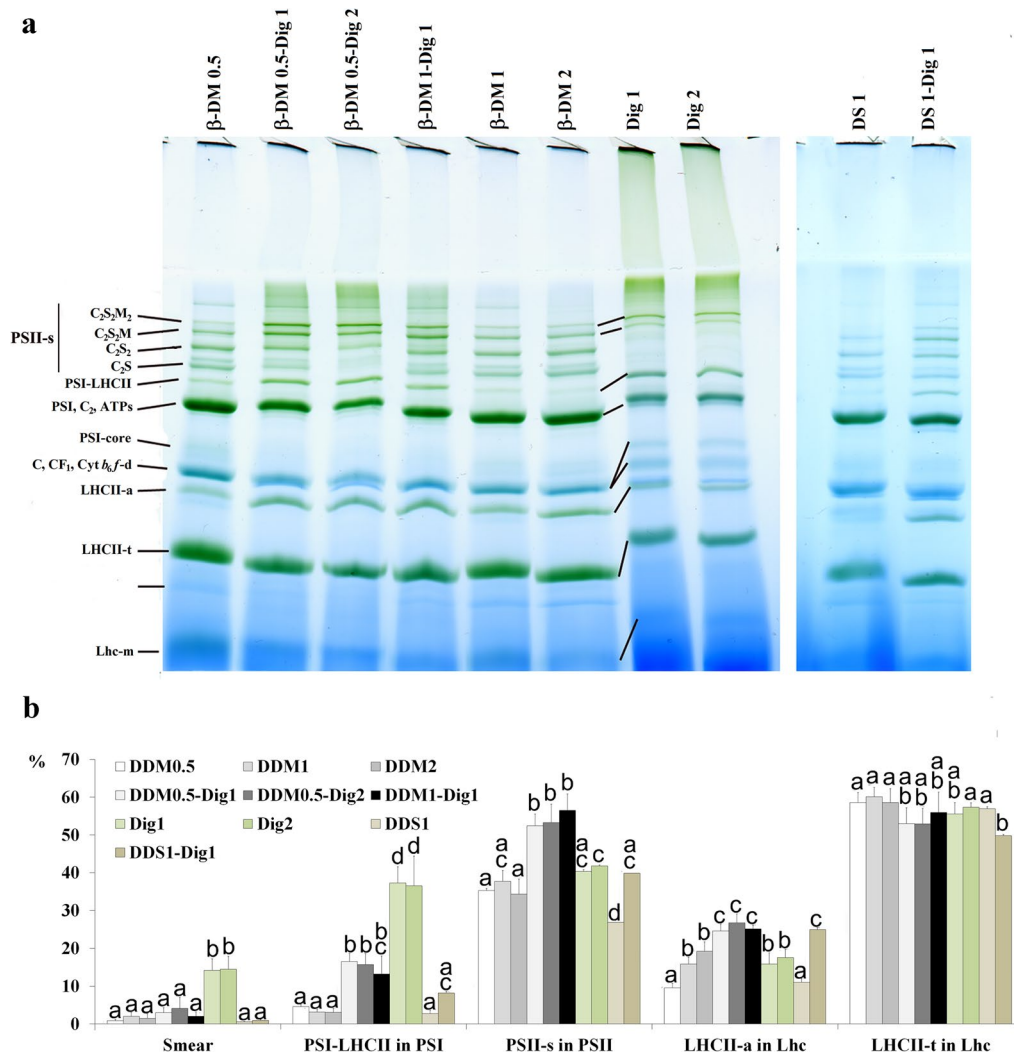 a
β-DM 0.5
β-DM 0.5-Dig 1
β-DM 0.5-Dig 2
β-DM 1-Dig 1
β-DM 1
β-DM 2
Dig 1
Dig 2
DS 1
DS 1-Dig 1
PSII-s
C₂S₂M₂
C₂S₂M
C₂S₂
C₂S
PSI-LHCII
PSI, C₂, ATPs
PSI-core
C, CF₁, Cyt b₆f-d
LHCII-a
LHCII-t
Lhc-m
b
%
70
60
50
40
30
20
10
0
DDM0.5 DDM1 DDM2
DDM0.5-Dig1 DDM0.5-Dig2 DDM1-Dig1
Dig1 Dig2 DDS1
DDS1-Dig1
a a a a a a b b a a
a a a b b b c d d a a c
a a c a b b b a c c d a c
a b b c c c b b a c
a a a a b a b a b a b a a b
Smear PSI-LHCII in PSI PSII-s in PSII LHCII-a in Lhc LHCII-t in Lhc